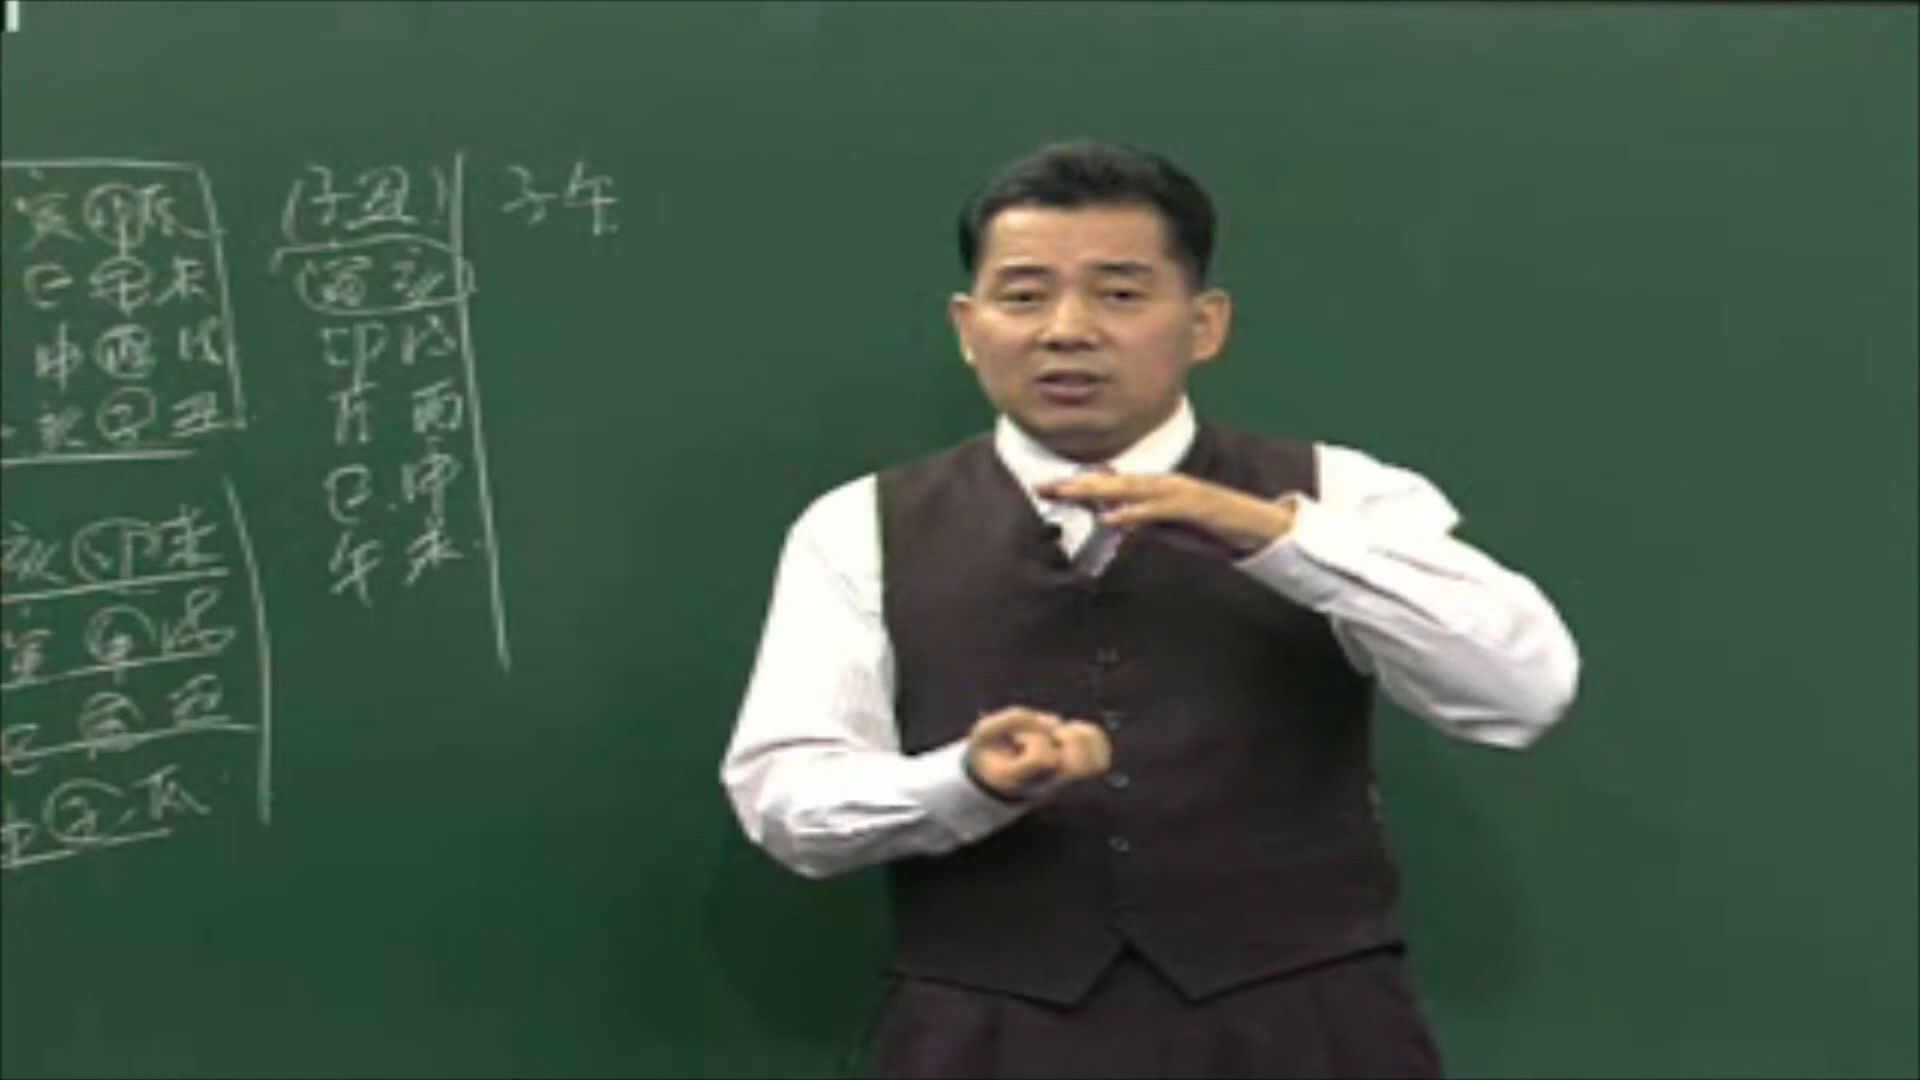 寅卯辰
巳午未
申酉戌
亥子丑
亥卯未
寅午戌
巳酉丑
申子辰
(子丑)
寅亥
卯戌
辰酉
巳申
午未
子午